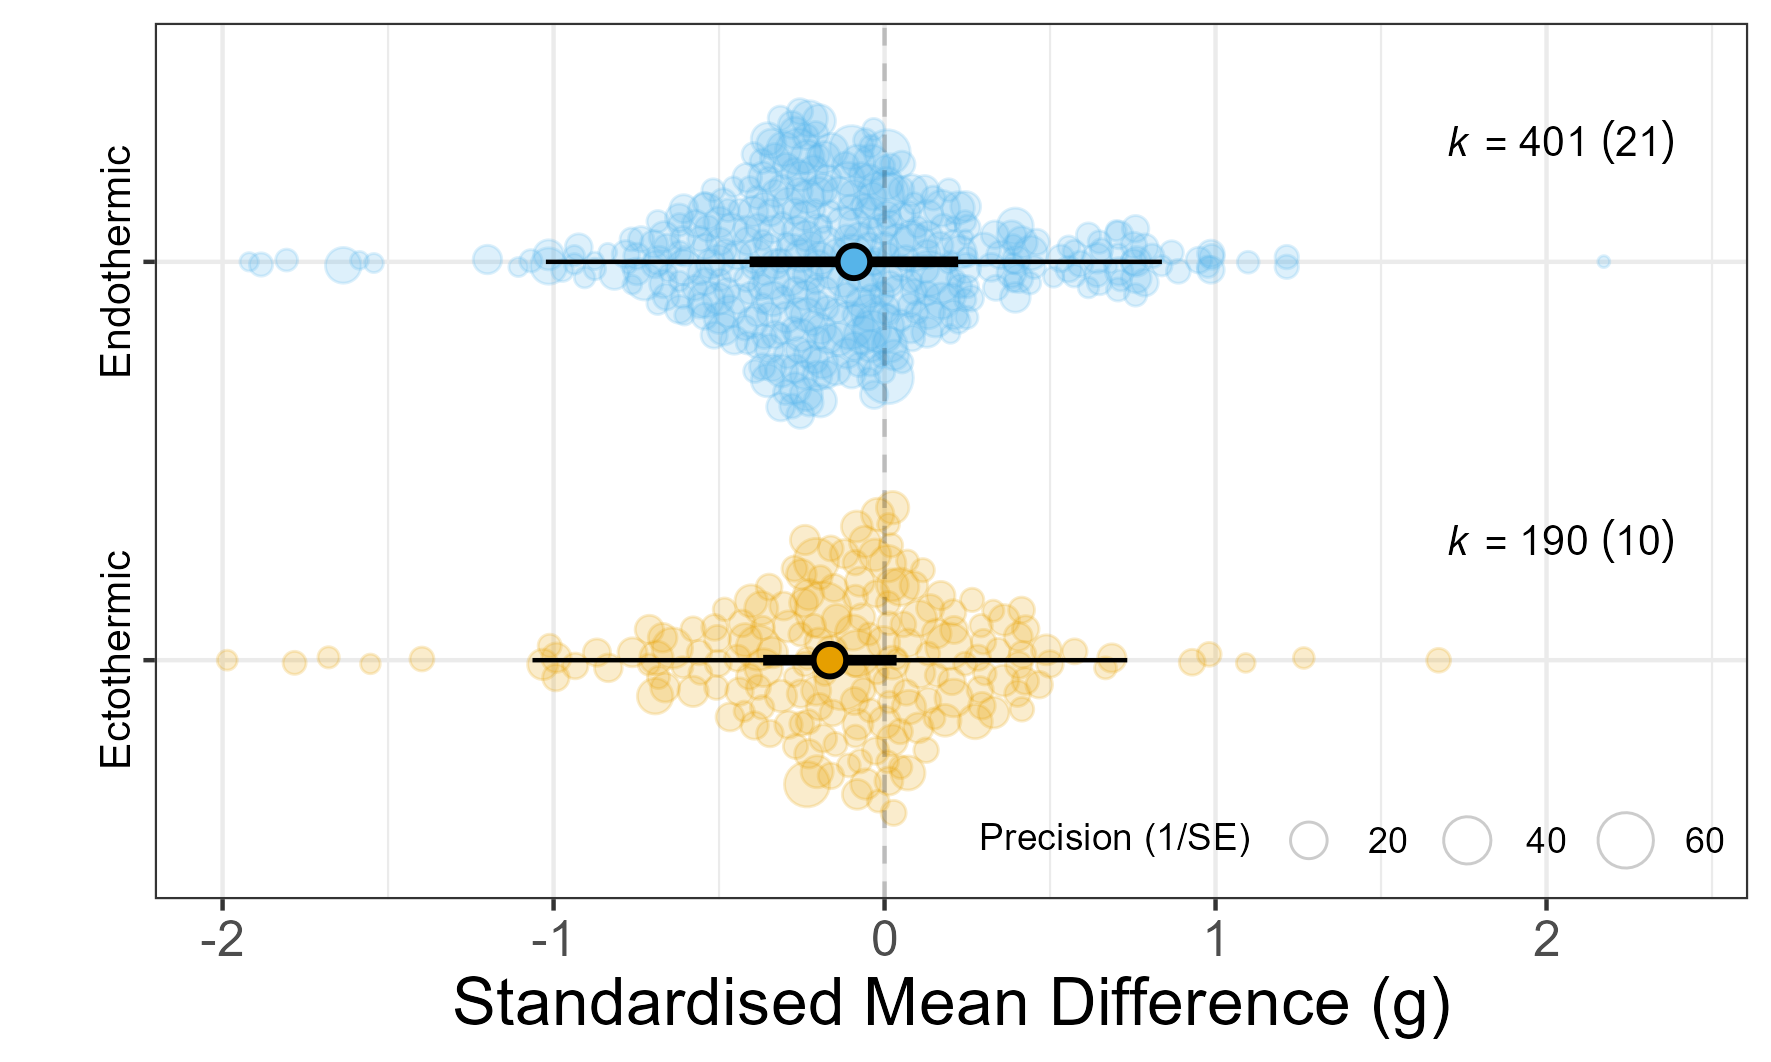 Endothermic
k = 401 (21)
Ectothermic
k = 190 (10)
Precision (1/SE) 20 40 60
-2 -1 0 1 2
Standardised Mean Difference (g)